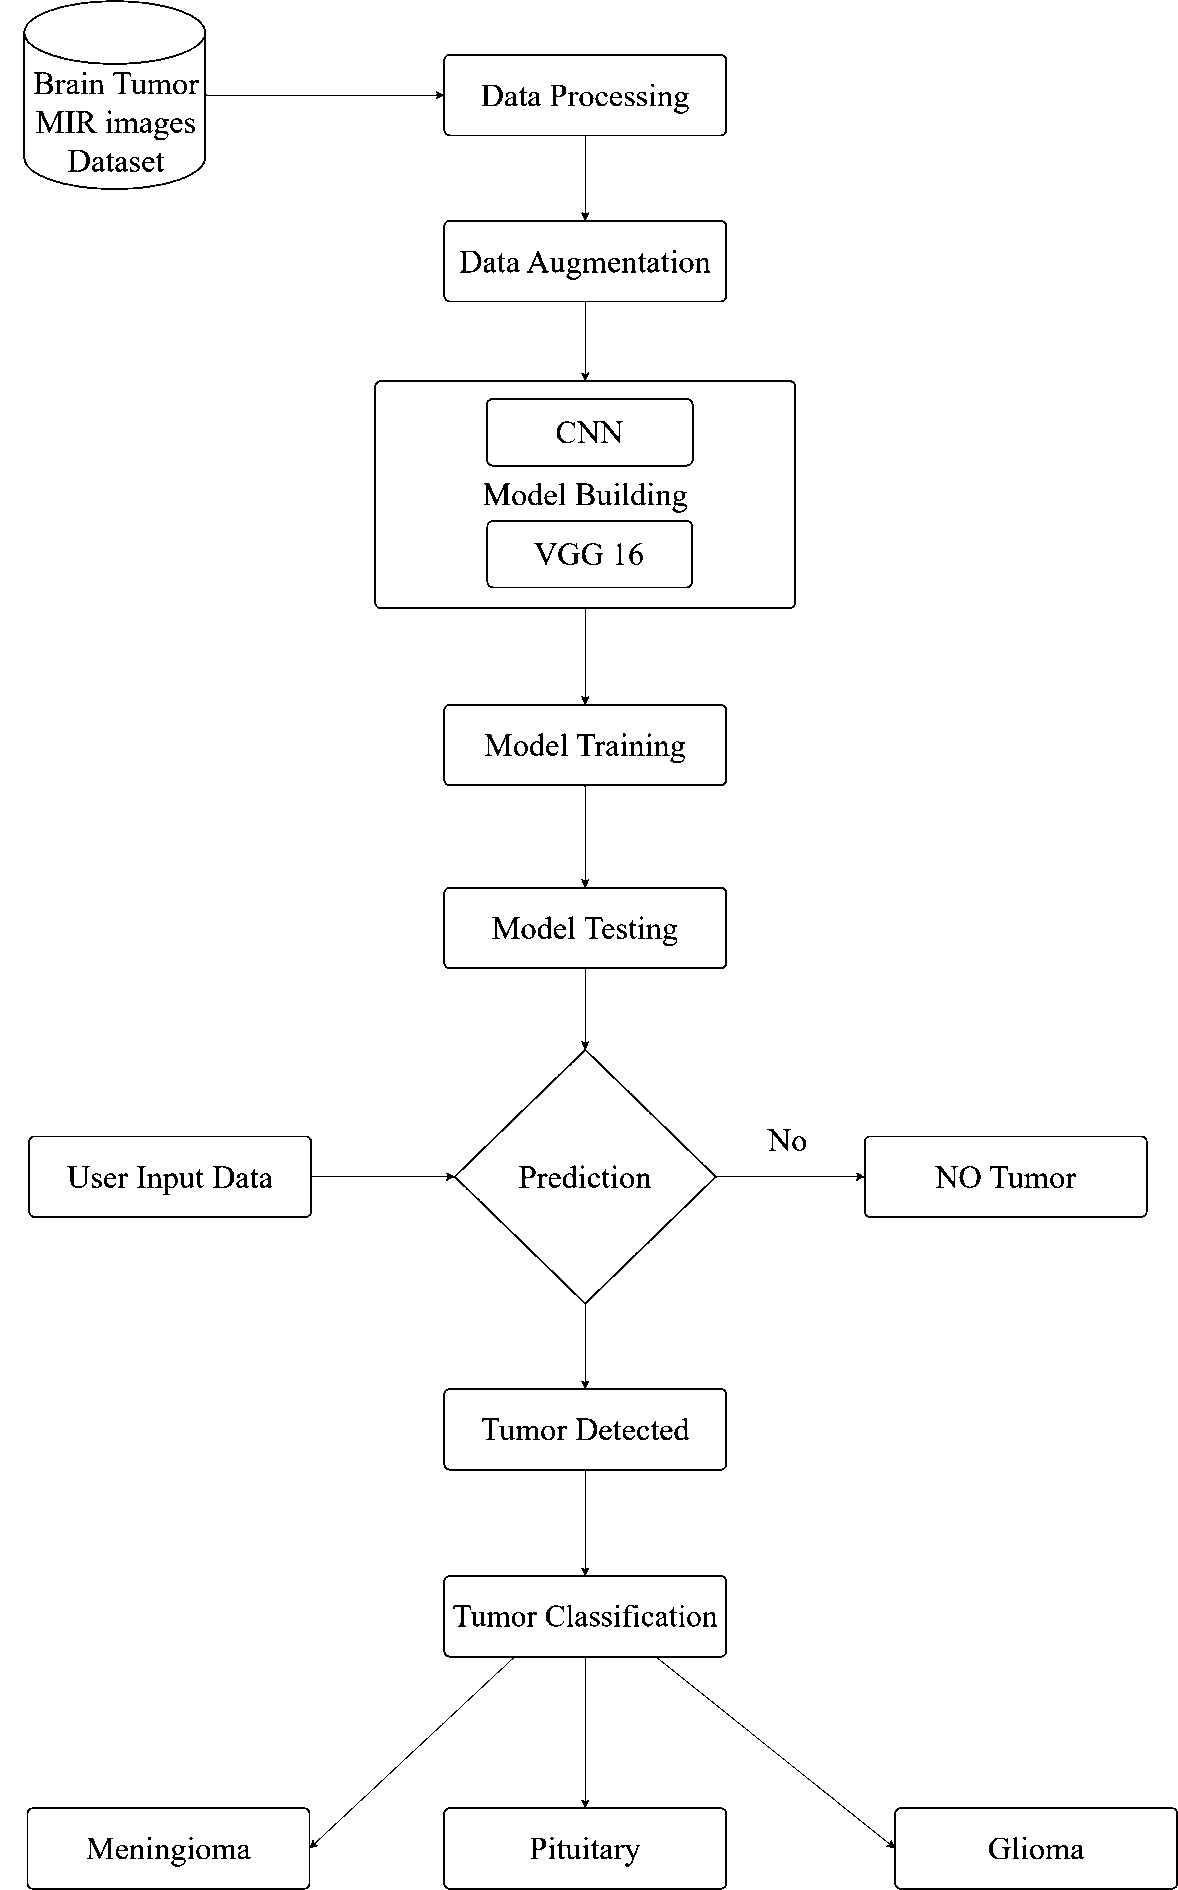 Brain Tumor
MIR images
Dataset
Data Processing
Data Augmentation
CNN
Model Building
VGG 16
Model Training
Model Testing
User Input Data
Prediction
No
NO Tumor
Tumor Detected
Tumor Classification
Meningioma
Pituitary
Glioma